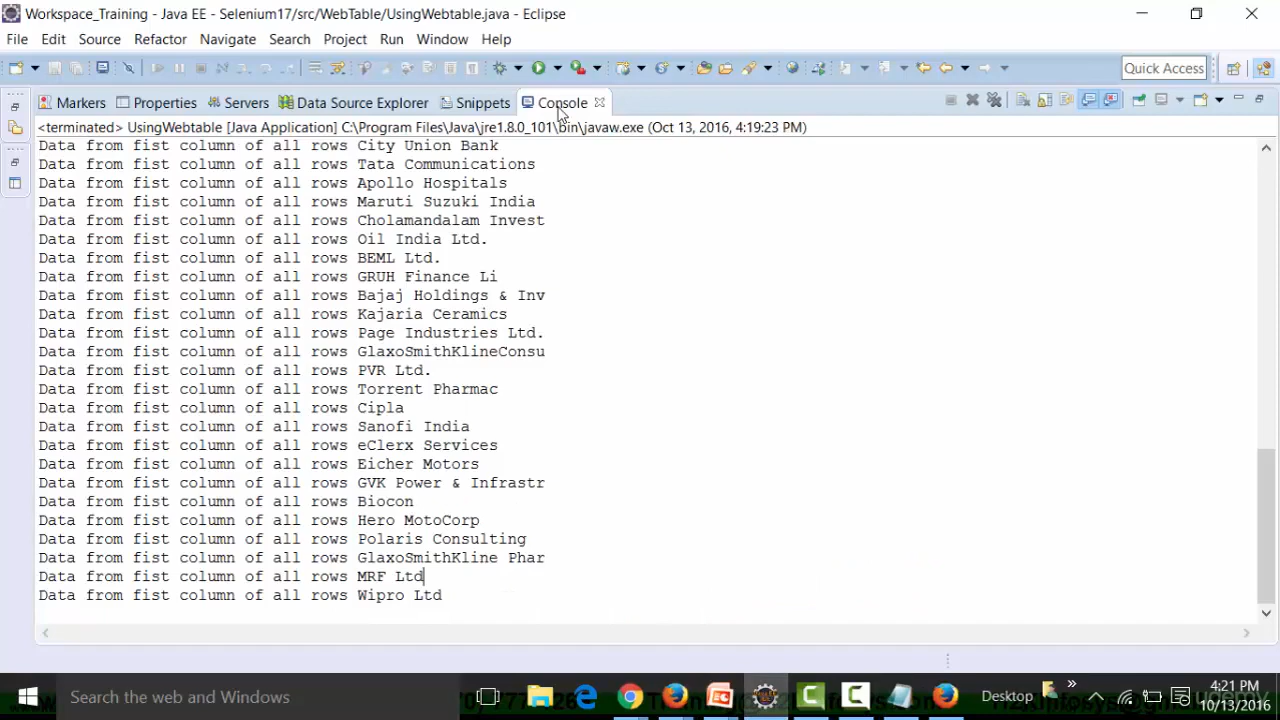 Workspace_Training - Java EE - Selenium17/src/WebTable/UsingWebtable.java - Eclipse
File Edit Source Refactor Navigate Search Project Run Window Help
Quick Access
Markers Properties Servers Data Source Explorer Snippets Console
<terminated> UsingWebtable [Java Application] C:\Program Files\Java\jre1.8.0_101\bin\javaw.exe (Oct 13, 2016, 4:19:23 PM)
Data from fist column of all rows City Union Bank
Data from fist column of all rows Tata Communications
Data from fist column of all rows Apollo Hospitals
Data from fist column of all rows Maruti Suzuki India
Data from fist column of all rows Cholamandalam Invest
Data from fist column of all rows Oil India Ltd.
Data from fist column of all rows BEML Ltd.
Data from fist column of all rows GRUH Finance Li
Data from fist column of all rows Bajaj Holdings & Inv
Data from fist column of all rows Kajaria Ceramics
Data from fist column of all rows Page Industries Ltd.
Data from fist column of all rows GlaxoSmithKlineConsu
Data from fist column of all rows PVR Ltd.
Data from fist column of all rows Torrent Pharmac
Data from fist column of all rows Cipla
Data from fist column of all rows Sanofi India
Data from fist column of all rows eClerx Services
Data from fist column of all rows Eicher Motors
Data from fist column of all rows GVK Power & Infrastr
Data from fist column of all rows Biocon
Data from fist column of all rows Hero MotoCorp
Data from fist column of all rows Polaris Consulting
Data from fist column of all rows GlaxoSmithKline Phar
Data from fist column of all rows MRF Ltd
Data from fist column of all rows Wipro Ltd
Search the web and Windows
Desktop
4:21 PM
10/13/2016